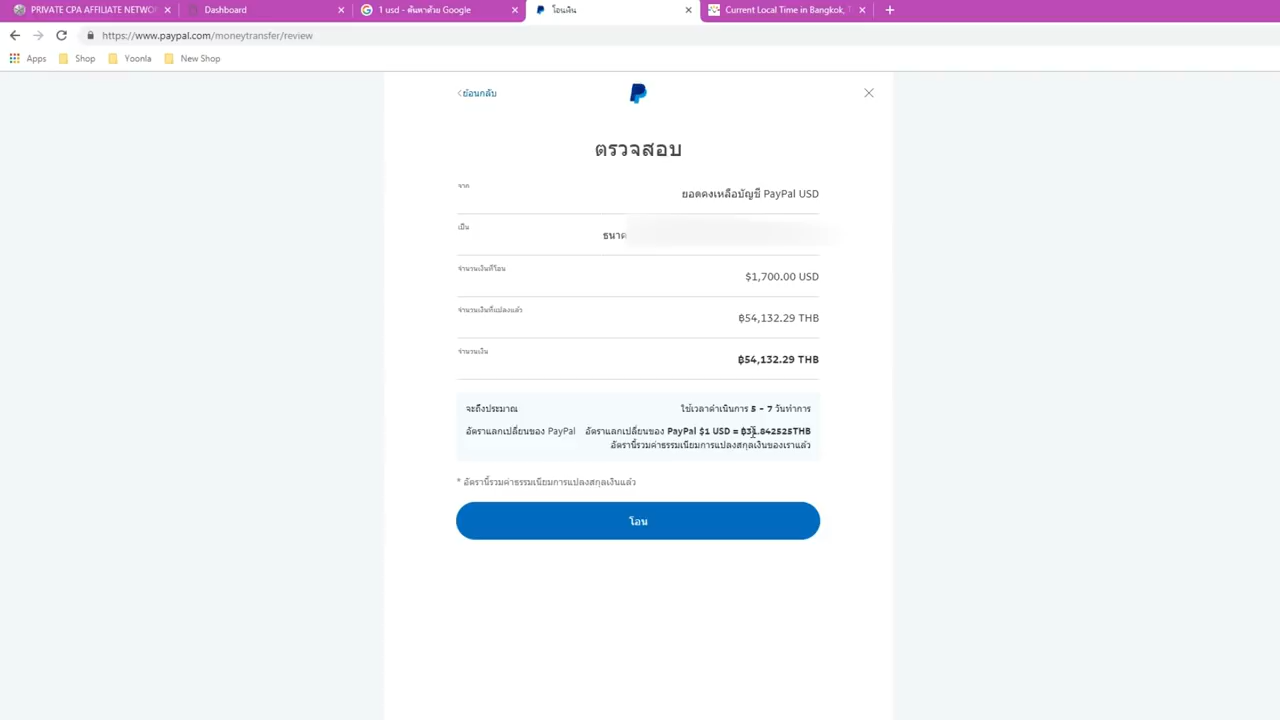 PRIVATE CPA AFFILIATE NETWOR
Dashboard
1 usd - ค้นหาด้วย Google
โอนเงิน
Current Local Time in Bangkok, T
https://www.paypal.com/moneytransfer/review
Apps
Shop
Yoonla
New Shop
ย้อนกลับ
ตรวจสอบ
จาก
ยอดคงเหลือบัญชี PayPal USD
เป็น
ธนาค
จำนวนเงินที่โอน
$1,700.00 USD
จำนวนเงินที่แปลงแล้ว
฿54,132.29 THB
จำนวนเงิน
฿54,132.29 THB
จะถึงประมาณ
ใช้เวลาดำเนินการ 5 - 7 วันทำการ
อัตราแลกเปลี่ยนของ PayPal
อัตราแลกเปลี่ยนของ PayPal $1 USD = ฿31.842525THB
อัตรานี้รวมค่าธรรมเนียมการแปลงสกุลเงินของเราแล้ว
* อัตรานี้รวมค่าธรรมเนียมการแปลงสกุลเงินแล้ว
โอน